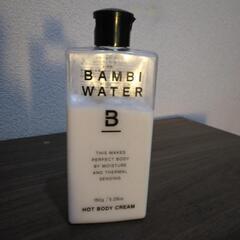 BAMBI
WATER
B
THIS MAKES
PERFECT BODY
BY MOISTURE
AND THERMAL
SENSING
HOT BODY CREAM